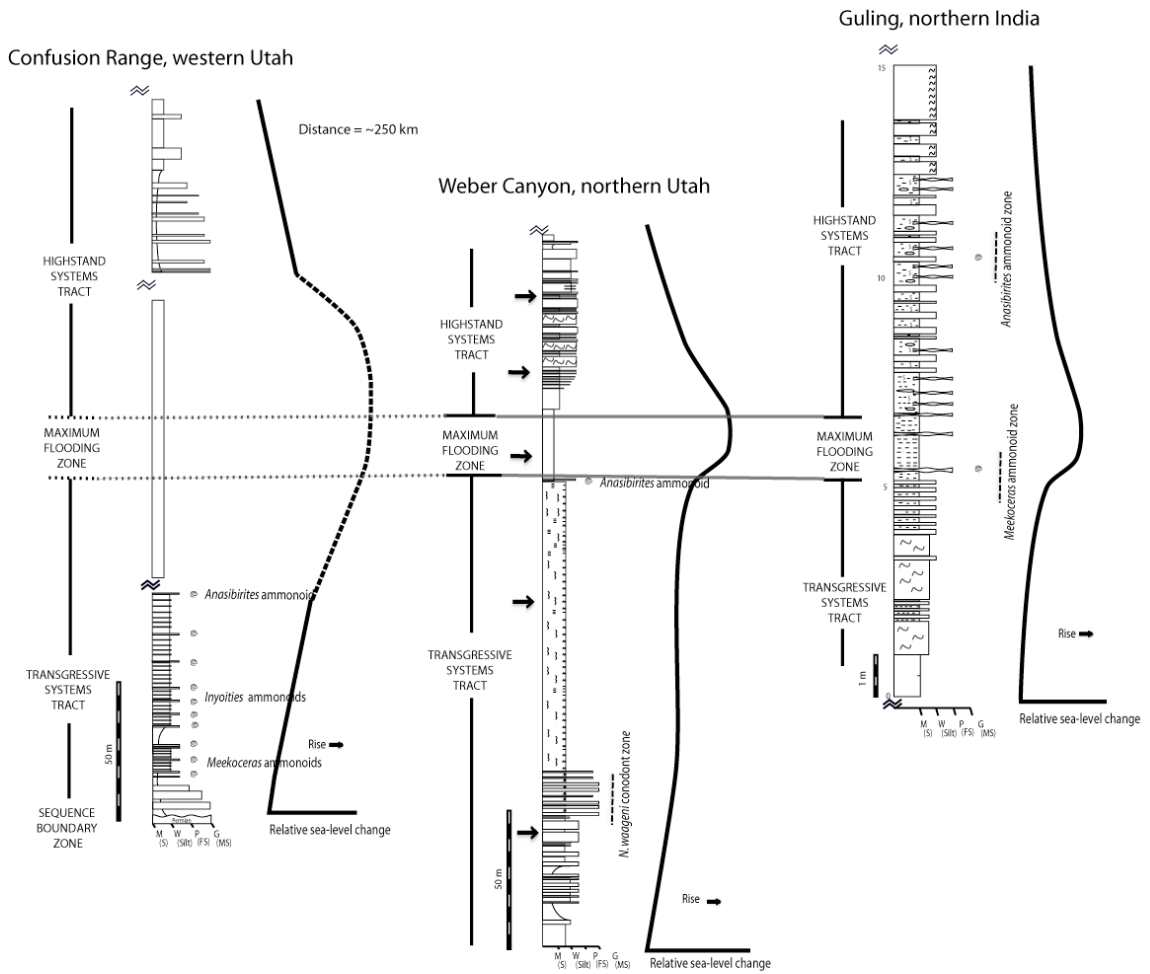 Guling, northern India
Confusion Range, western Utah
Distance = ~250 km
Weber Canyon, northern Utah
HIGHSTAND
SYSTEMS
TRACT
MAXIMUM
FLOODING
ZONE
TRANSGRESSIVE
SYSTEMS
TRACT
SEQUENCE
BOUNDARY
ZONE
50 m
Anasibirites ammonoid
Inyoities ammonoids
Meekoceras ammonoids
Permian
M
(S)
W
(Silt)
P
(FS)
G
(MS)
Rise
Relative sea-level change
HIGHSTAND
SYSTEMS
TRACT
MAXIMUM
FLOODING
ZONE
TRANSGRESSIVE
SYSTEMS
TRACT
50 m
Anasibirites ammonoid
N. waageni conodont zone
M
(S)
W
(Silt)
P
(FS)
G
(MS)
Rise
Relative sea-level change
HIGHSTAND
SYSTEMS
TRACT
MAXIMUM
FLOODING
ZONE
TRANSGRESSIVE
SYSTEMS
TRACT
1 m
15
10
5
0
Anasibirites ammonoid zone
Meekoceras ammonoid zone
M
(S)
W
(Silt)
P
(FS)
G
(MS)
Rise
Relative sea-level change